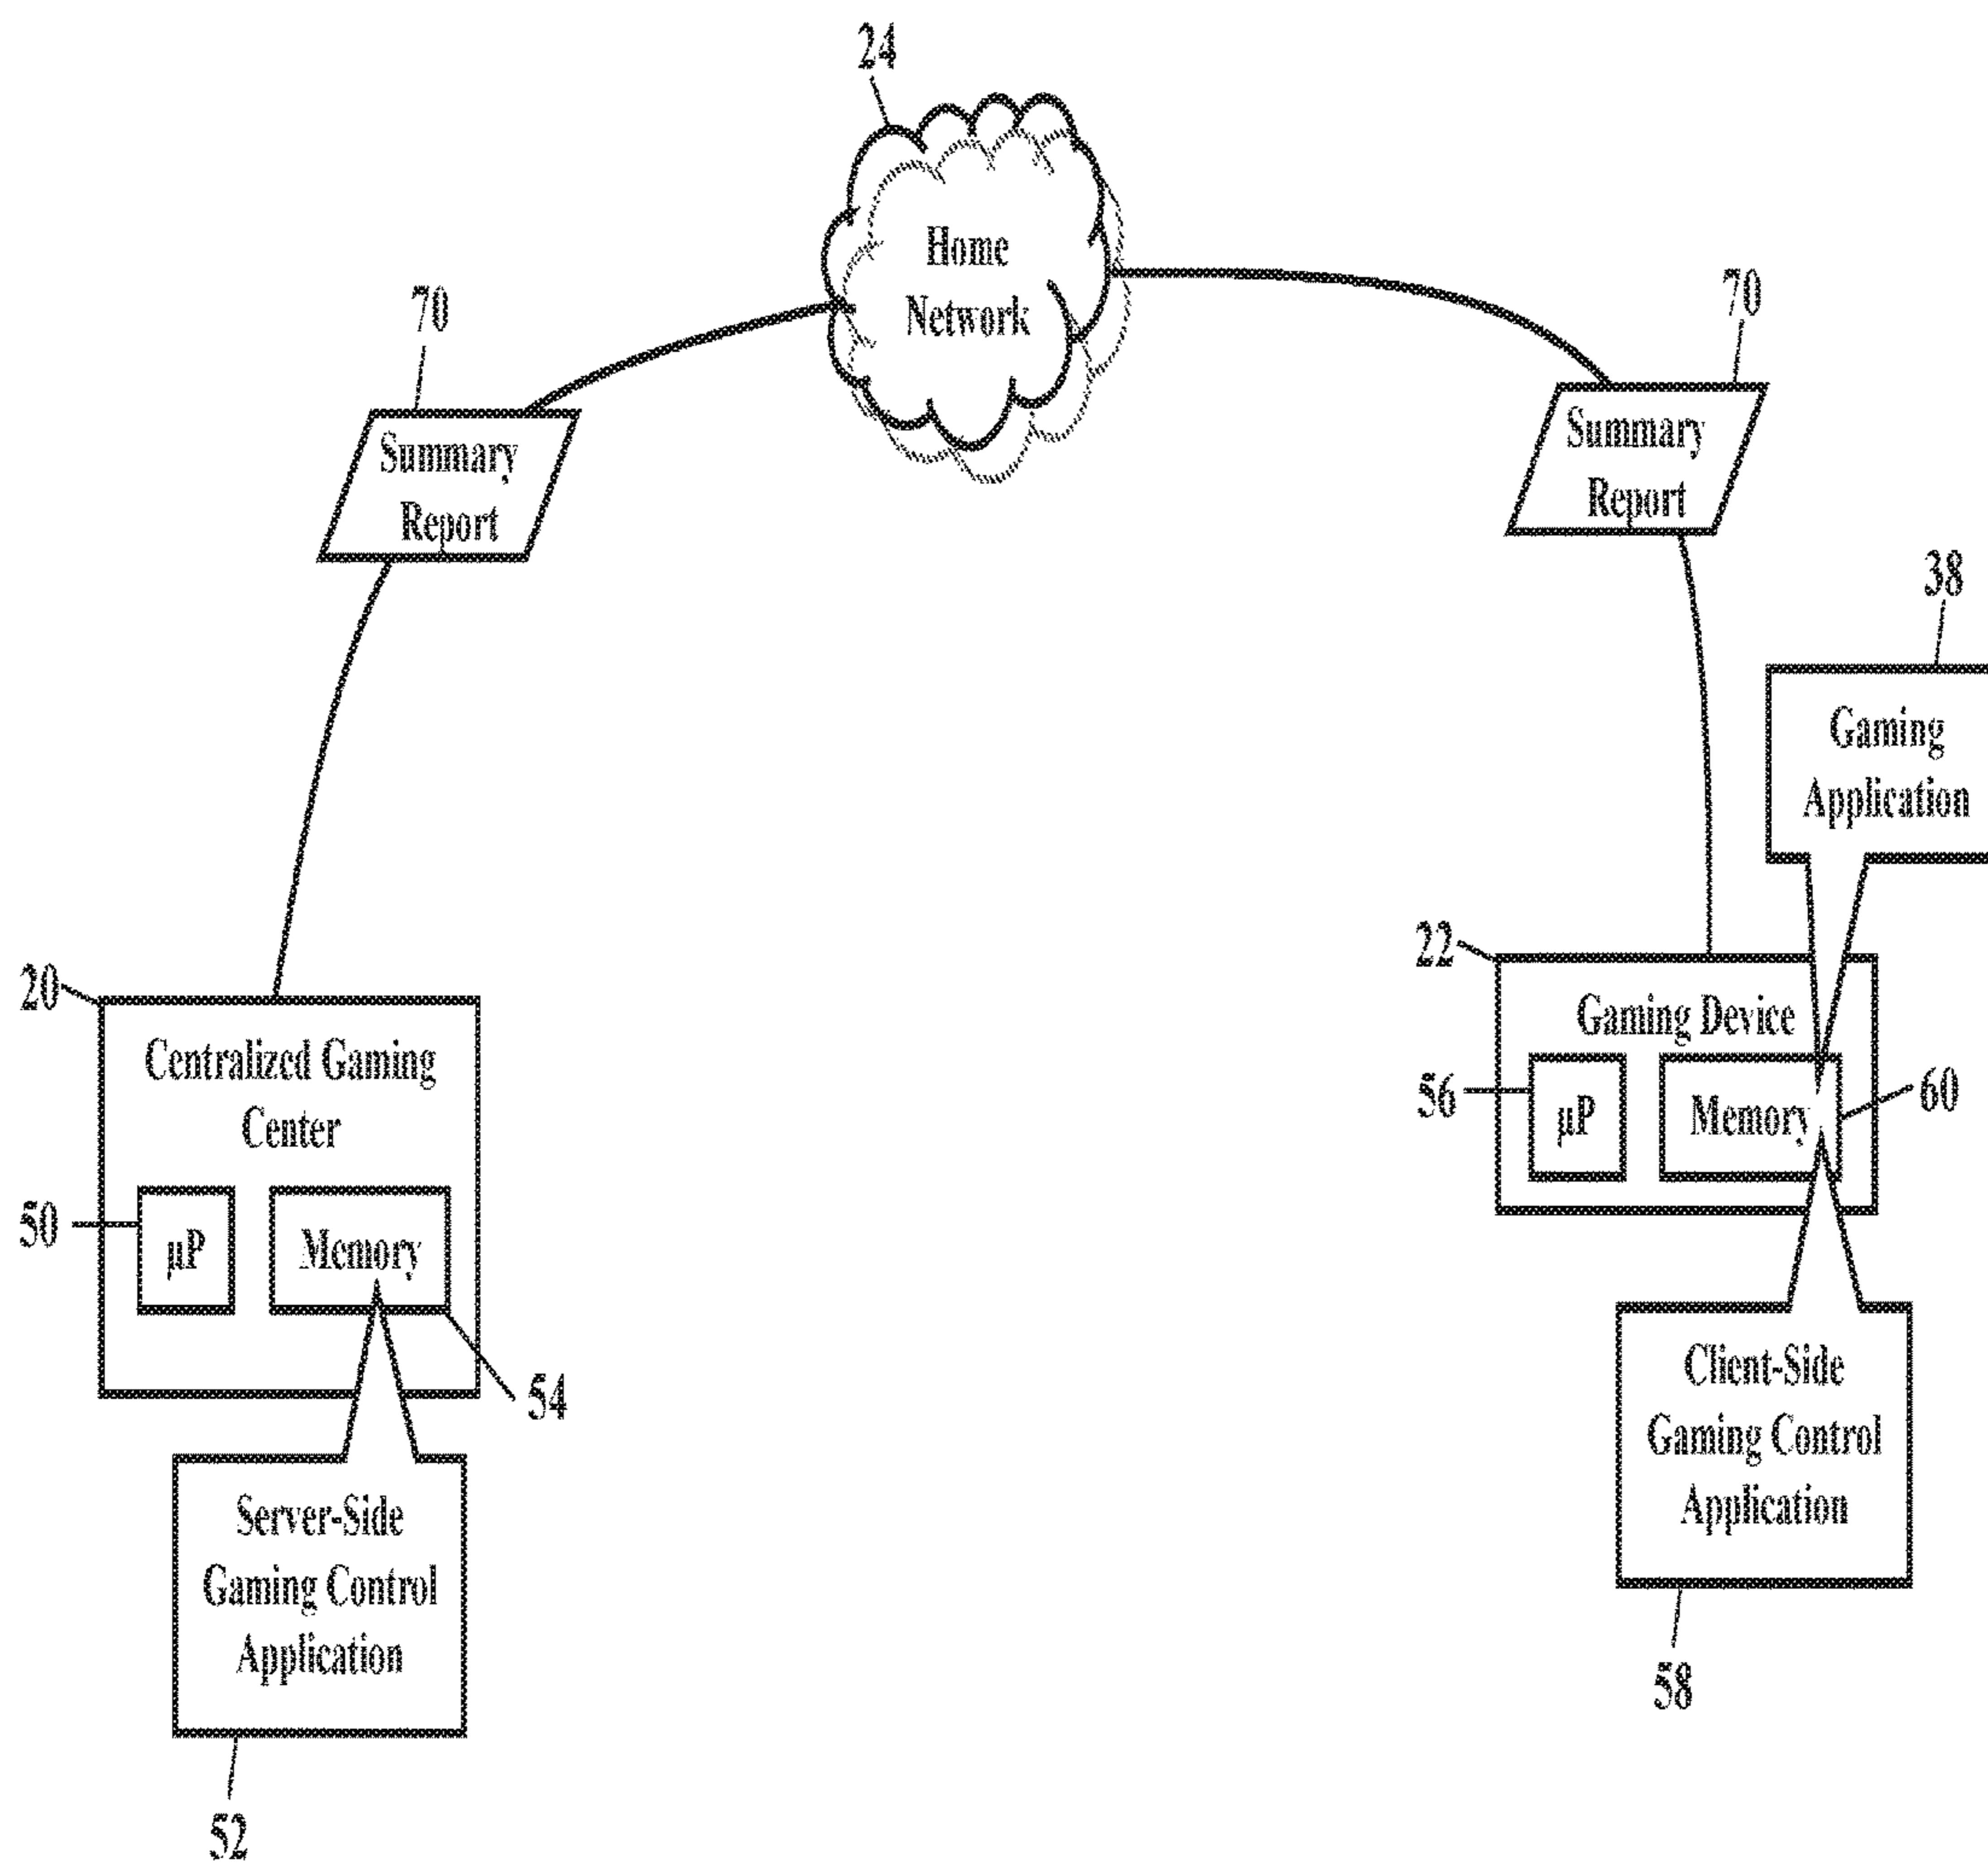 24
Home
Network
70
Summary
Report
70
Summary
Report
38
Gaming
Application
20
Centralized Gaming
Center
50
µP
Memory
54
Server-Side
Gaming Control
Application
52
22
Gaming Device
56
µP
Memory
60
Client-Side
Gaming Control
Application
58